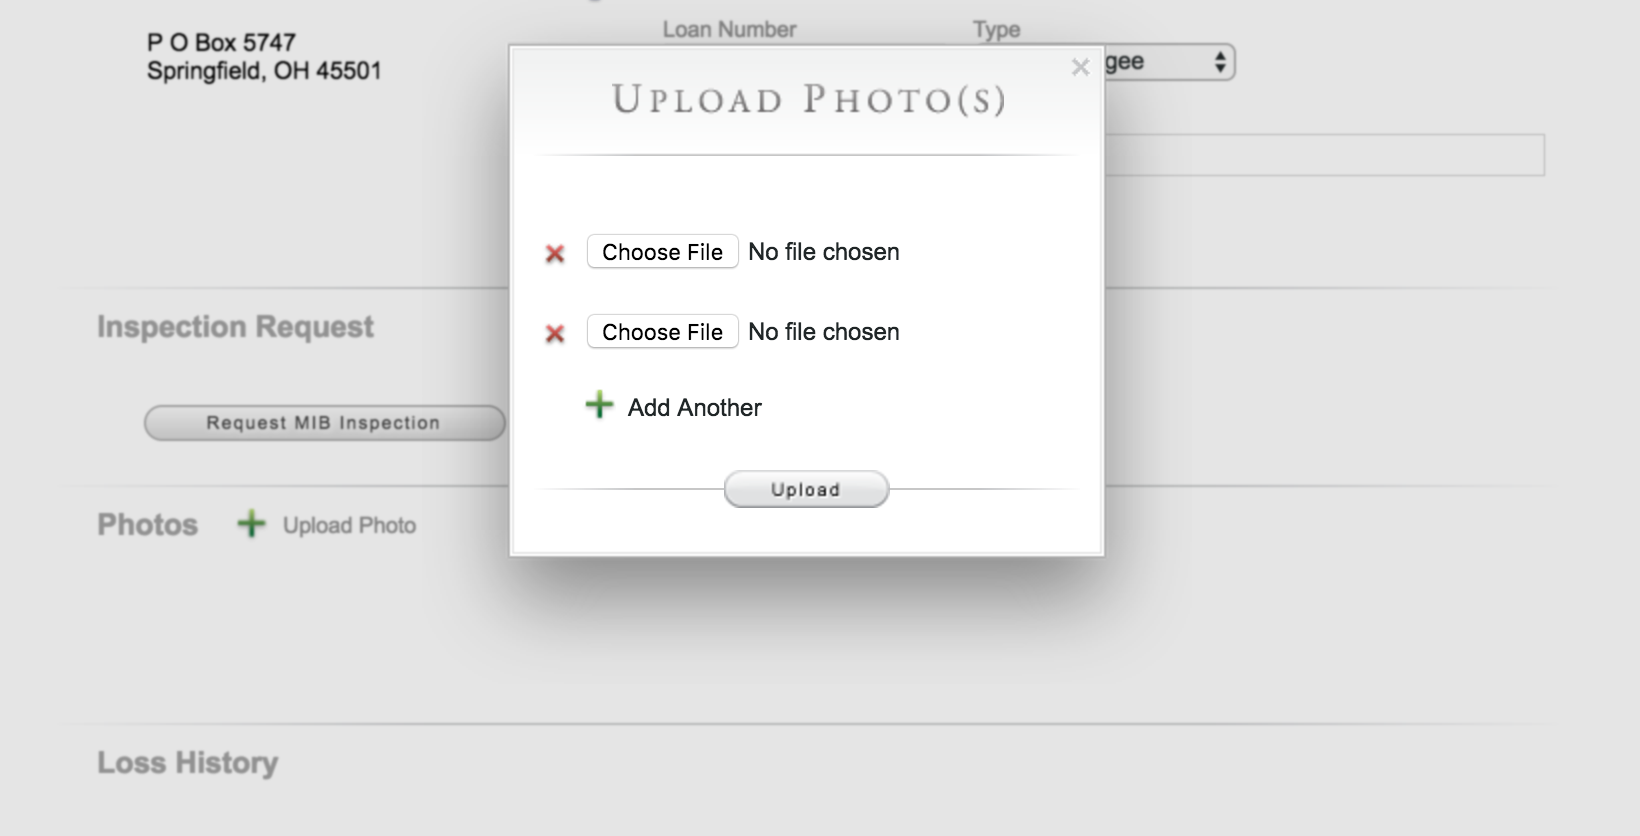 Loan Number
Type
P O Box 5747
Springfield, OH 45501
UPLOAD PHOTO(S)
Choose File No file chosen
Choose File No file chosen
Add Another
Upload
Inspection Request
Request MIB Inspection
Photos
Upload Photo
Loss History